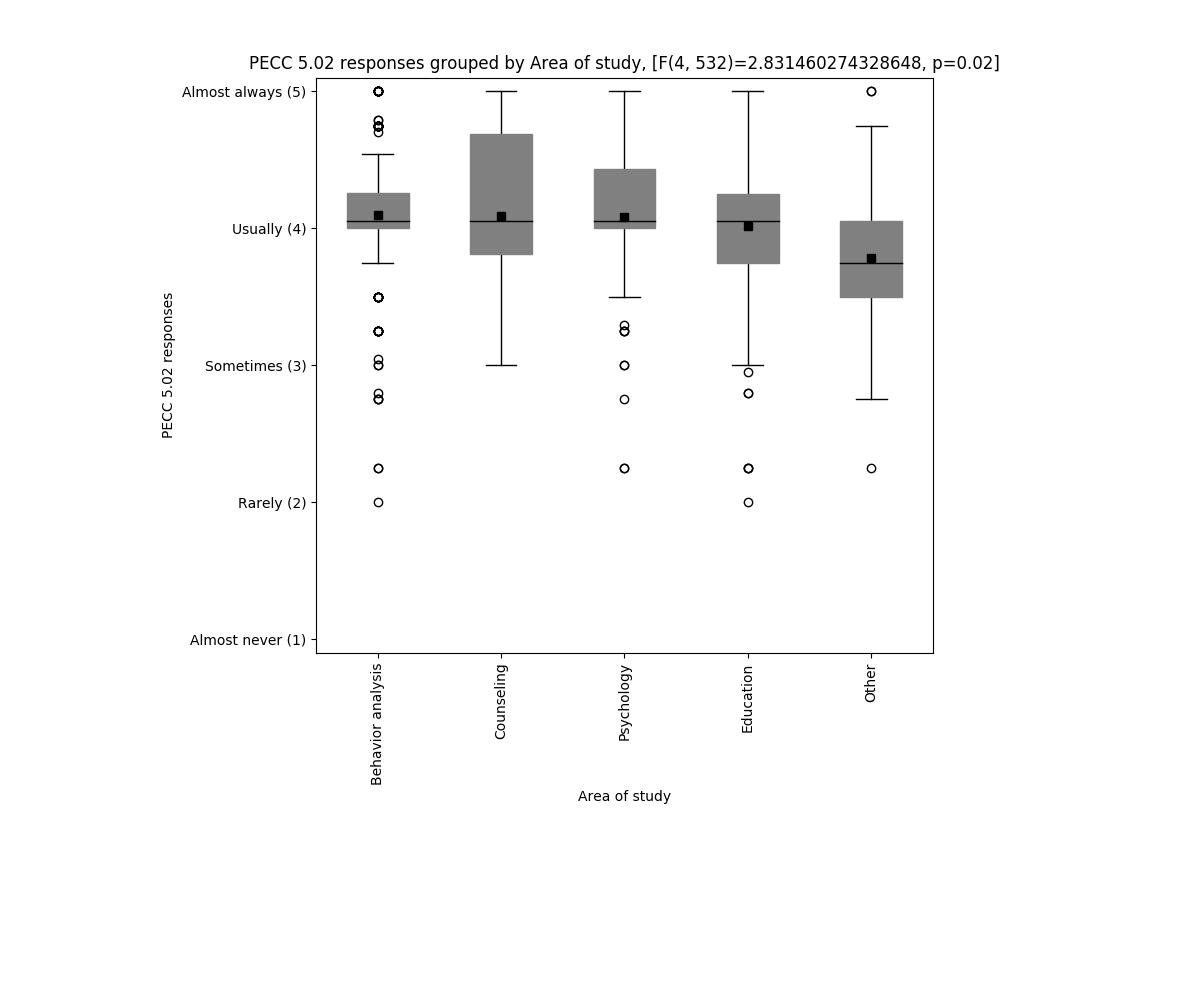 PECC 5.02 responses grouped by Area of study, [F(4, 532)=2.831460274328648, p=0.02]
Almost always (5)
Usually (4)
Sometimes (3)
Rarely (2)
Almost never (1)
PECC 5.02 responses
Behavior analysis
Counseling
Psychology
Education
Other
Area of study